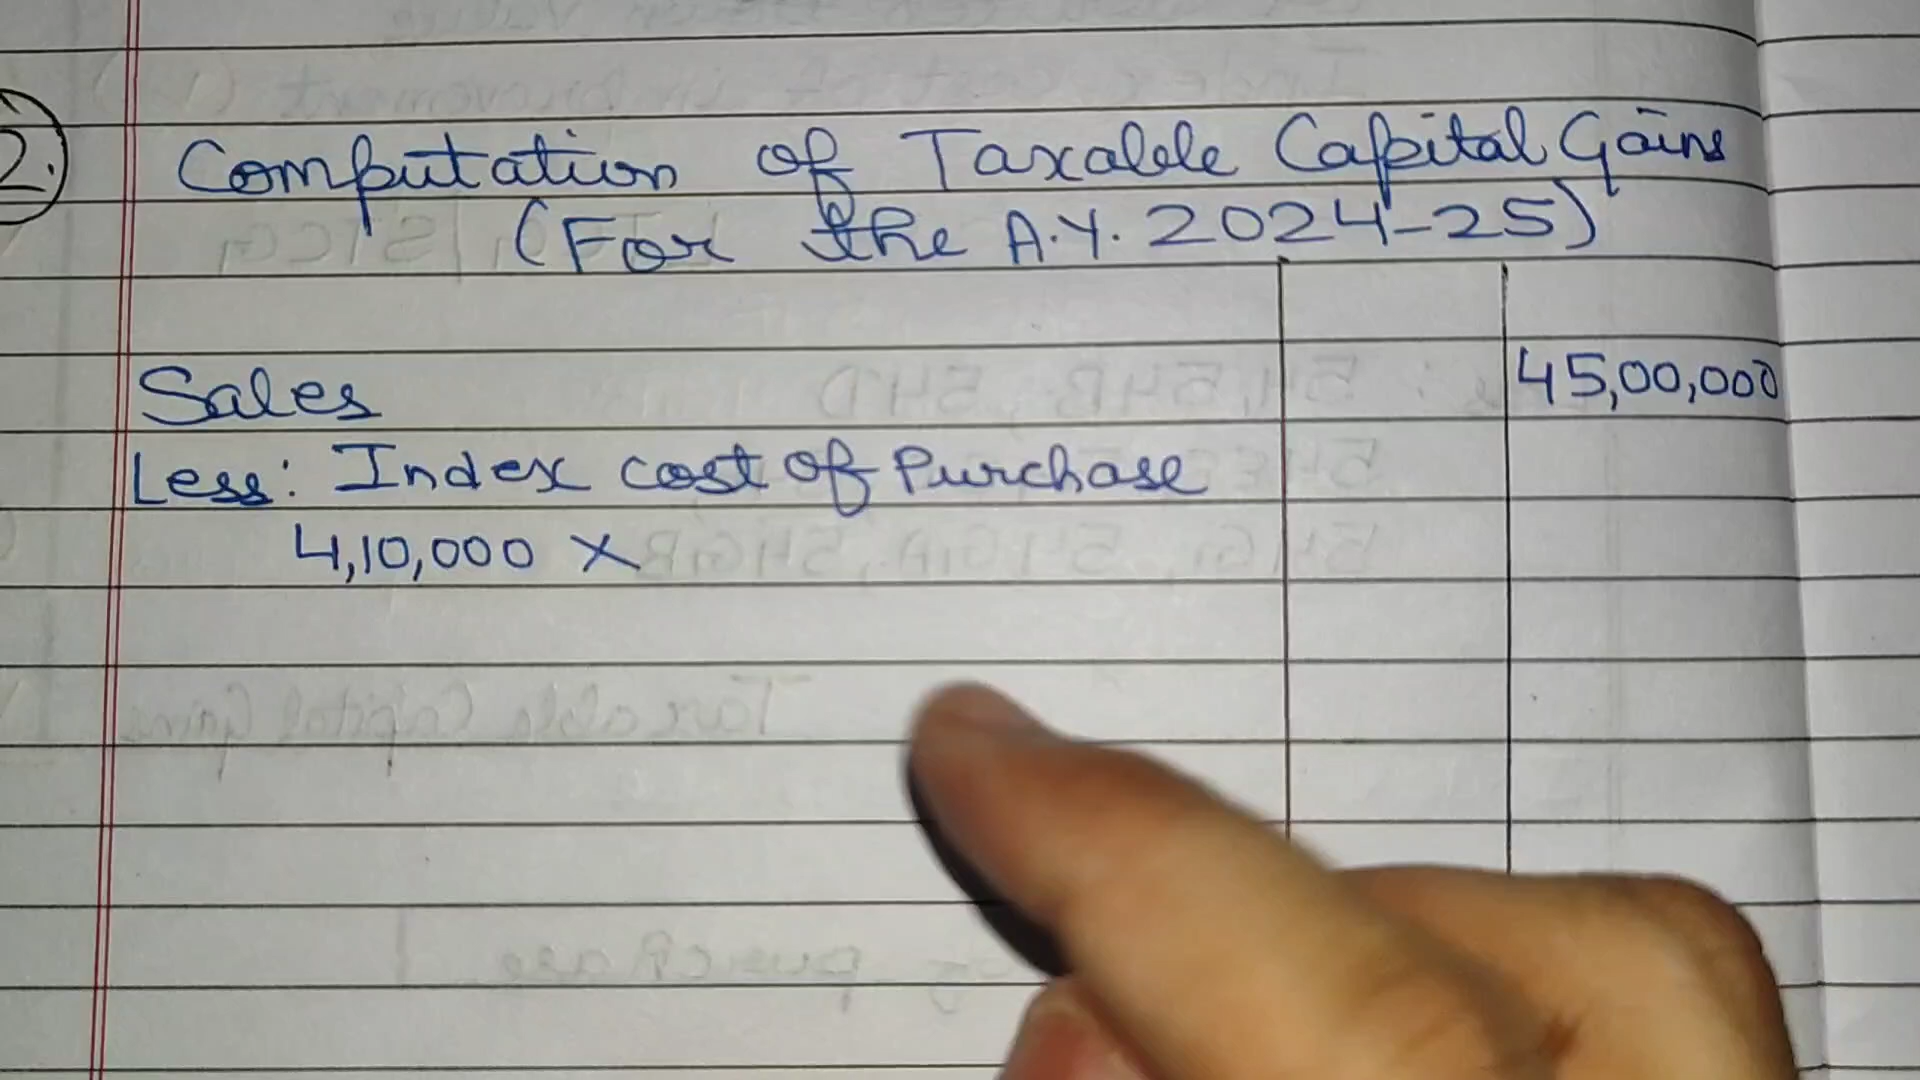 2.
Computation of Taxable Capital Gains
(For the A.Y. 2024-25)
Sales 45,00,000
Less: Index cost of Purchase
4,10,000 ×